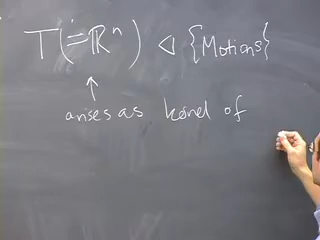 T(≐ℝⁿ) ◁ {Motions}
↑
arises as kernel of